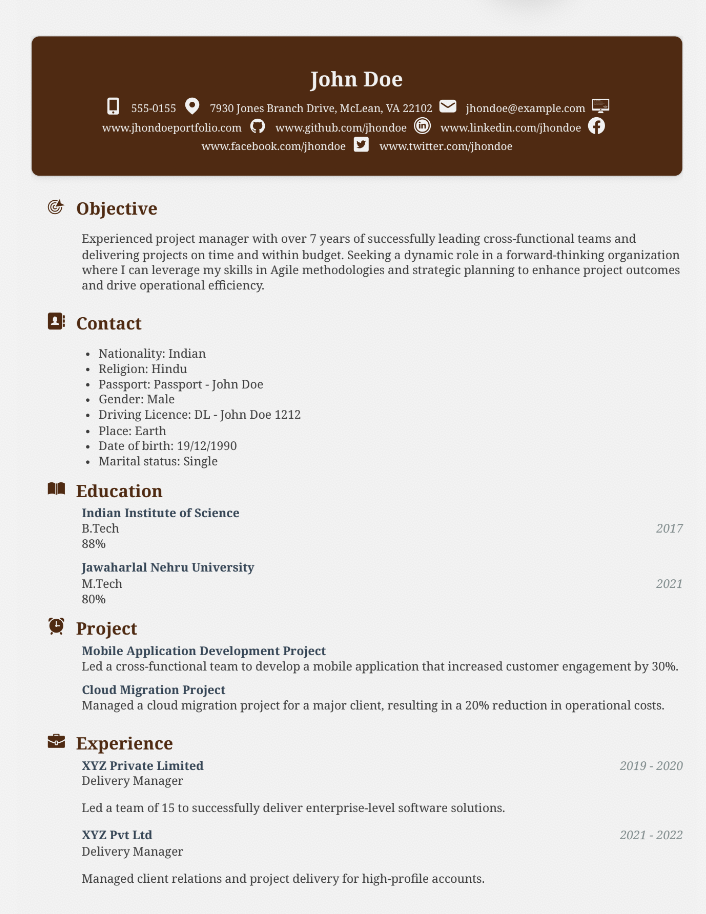 John Doe
555-0155 7930 Jones Branch Drive, McLean, VA 22102 jhondoe@example.com
www.jhondoeportfolio.com www.github.com/jhondoe www.linkedin.com/jhondoe
www.facebook.com/jhondoe www.twitter.com/jhondoe
Objective
Experienced project manager with over 7 years of successfully leading cross-functional teams and
delivering projects on time and within budget. Seeking a dynamic role in a forward-thinking organization
where I can leverage my skills in Agile methodologies and strategic planning to enhance project outcomes
and drive operational efficiency.
Contact
• Nationality: Indian
• Religion: Hindu
• Passport: Passport - John Doe
• Gender: Male
• Driving Licence: DL - John Doe 1212
• Place: Earth
• Date of birth: 19/12/1990
• Marital status: Single
Education
Indian Institute of Science
B.Tech 2017
88%
Jawaharlal Nehru University
M.Tech 2021
80%
Project
Mobile Application Development Project
Led a cross-functional team to develop a mobile application that increased customer engagement by 30%.
Cloud Migration Project
Managed a cloud migration project for a major client, resulting in a 20% reduction in operational costs.
Experience
XYZ Private Limited 2019 - 2020
Delivery Manager
Led a team of 15 to successfully deliver enterprise-level software solutions.
XYZ Pvt Ltd 2021 - 2022
Delivery Manager
Managed client relations and project delivery for high-profile accounts.